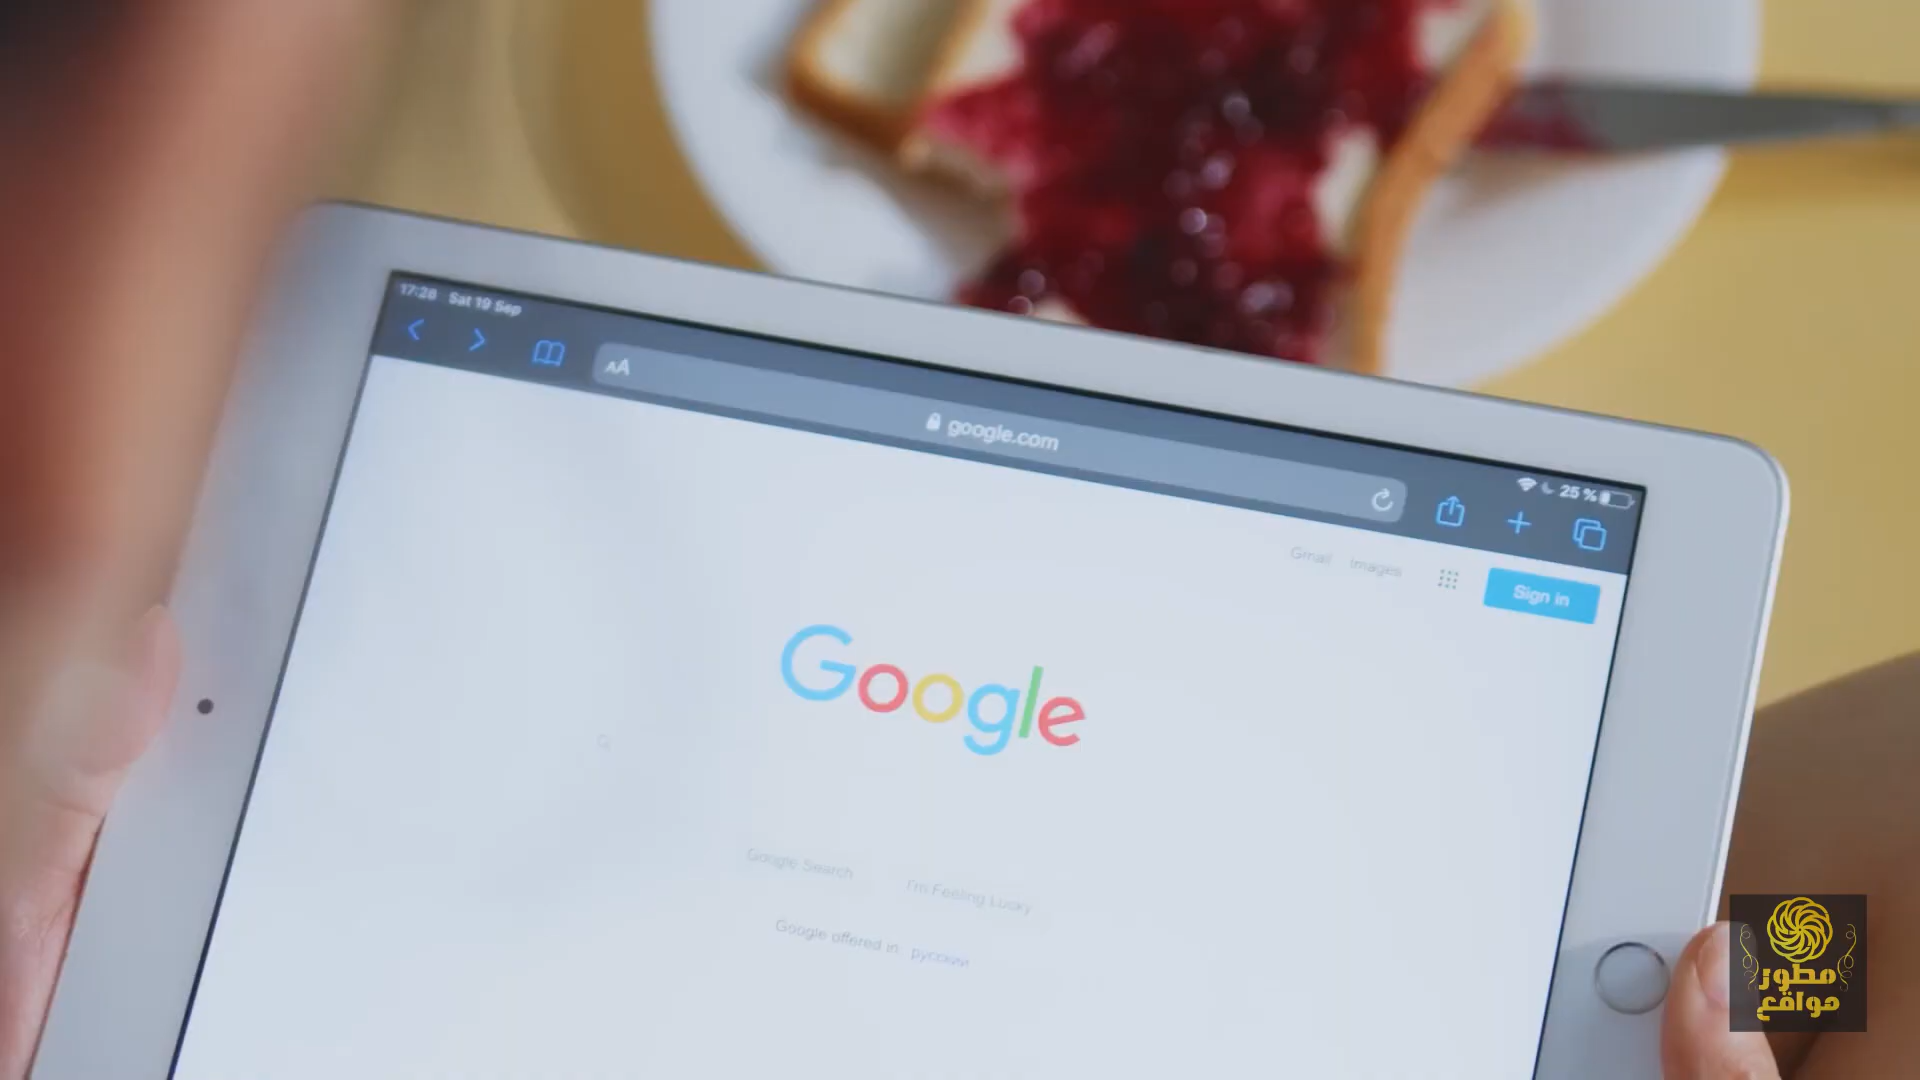 17:28 Sat 19 Sep
AA
google.com
25 %
Gmail Images
Sign in
Google
Google Search I'm Feeling Lucky
Google offered in: русский
مطور
مواقع